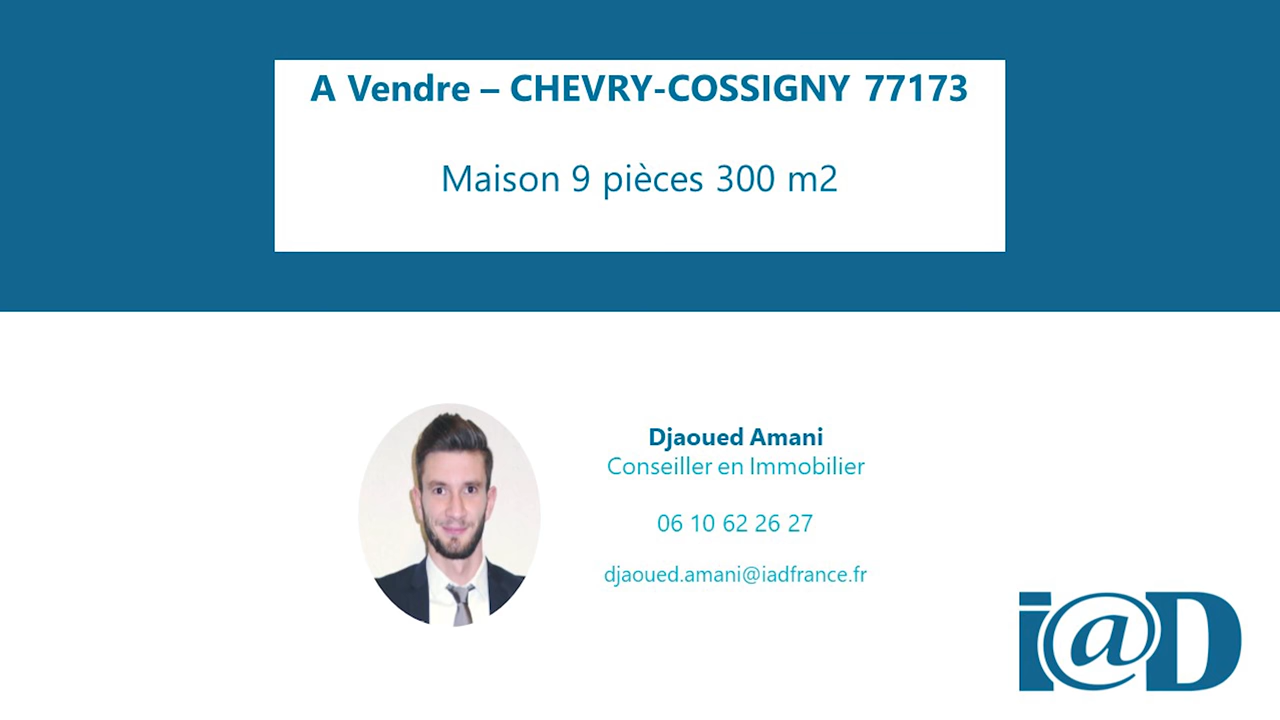 A Vendre – CHEVRY-COSSIGNY 77173
Maison 9 pièces 300 m2
Djaoued Amani
Conseiller en Immobilier
06 10 62 26 27
djaoued.amani@iadfrance.fr
i@D